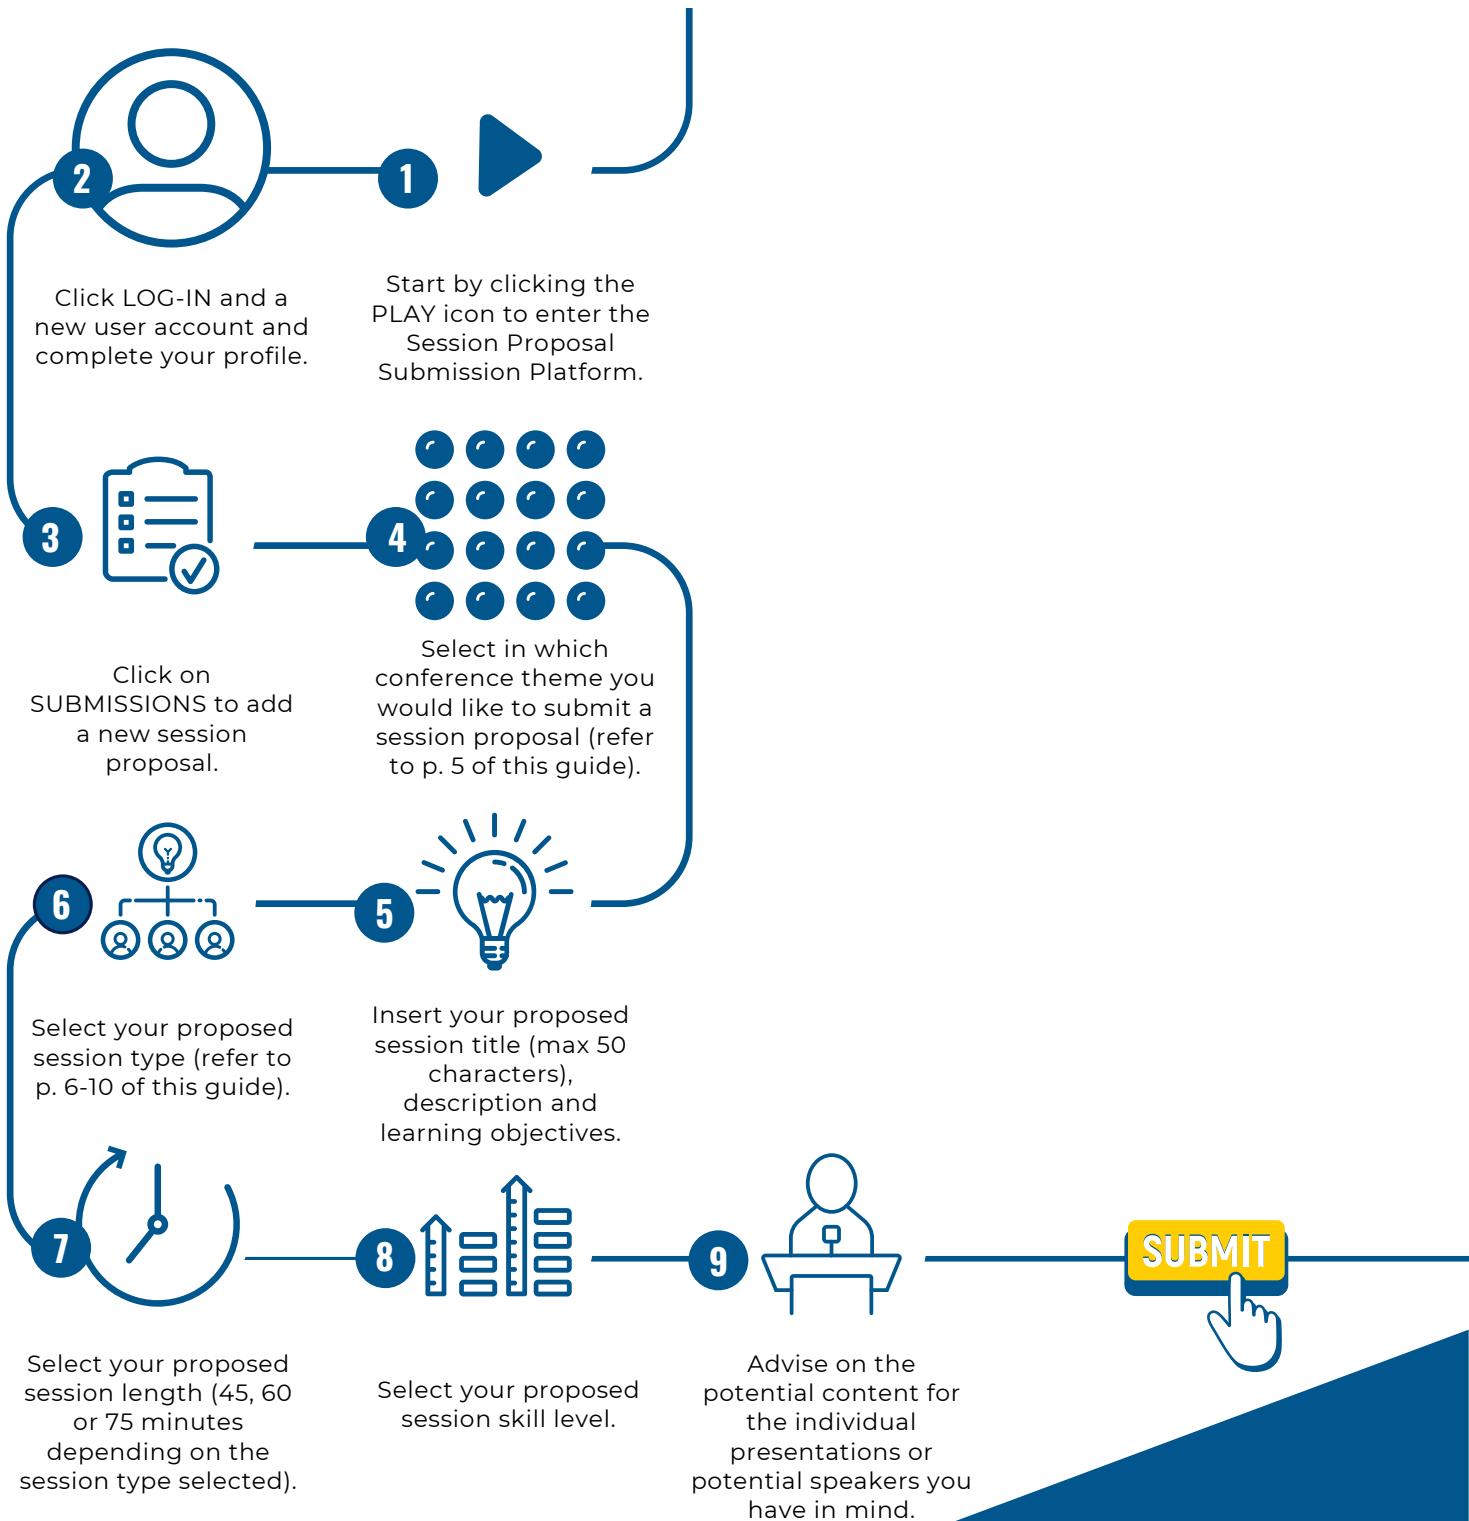 1
Start by clicking the
PLAY icon to enter the
Session Proposal
Submission Platform.
2
Click LOG-IN and a
new user account and
complete your profile.
3
Click on
SUBMISSIONS to add
a new session
proposal.
4
Select in which
conference theme you
would like to submit a
session proposal (refer
to p. 5 of this guide).
5
Insert your proposed
session title (max 50
characters),
description and
learning objectives.
6
Select your proposed
session type (refer to
p. 6-10 of this guide).
7
Select your proposed
session length (45, 60
or 75 minutes
depending on the
session type selected).
8
Select your proposed
session skill level.
9
Advise on the
potential content for
the individual
presentations or
potential speakers you
have in mind.
SUBMIT